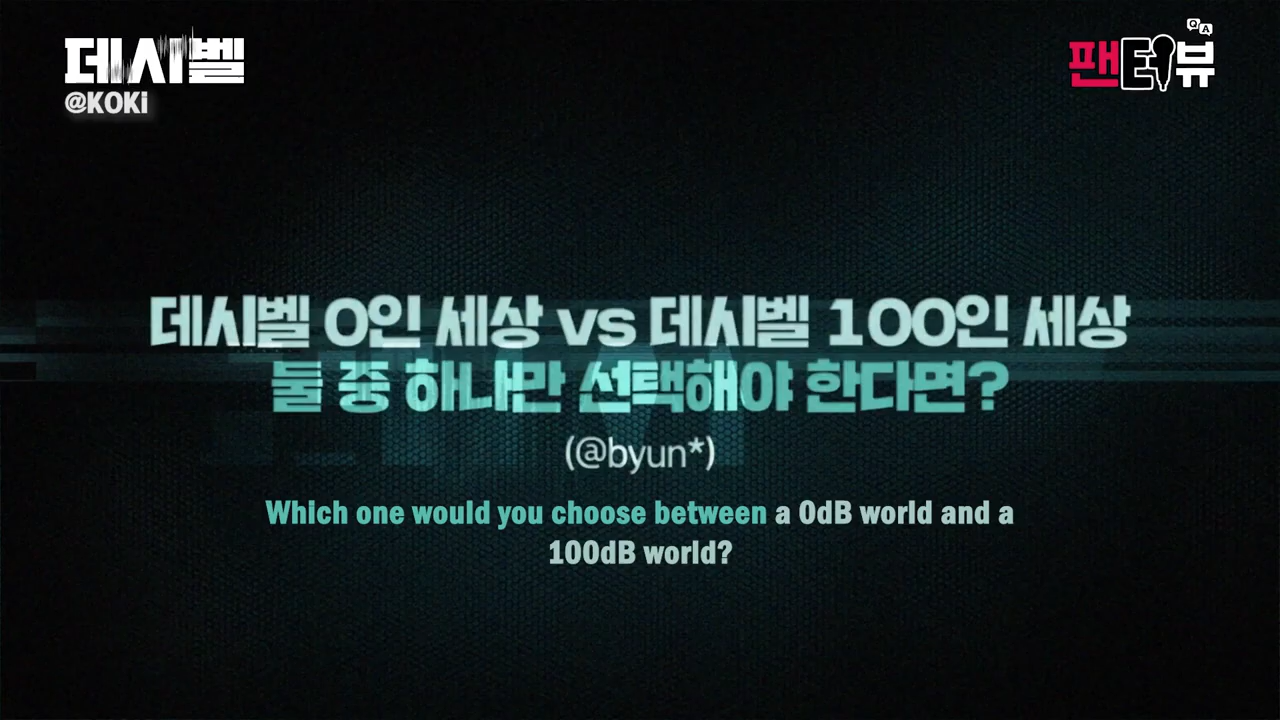 데시벨
@KOKi
팬터뷰
Q A
데시벨 0인 세상 vs 데시벨 100인 세상
둘 중 하나만 선택해야 한다면?
(@byun*)
Which one would you choose between a 0dB world and a
100dB world?